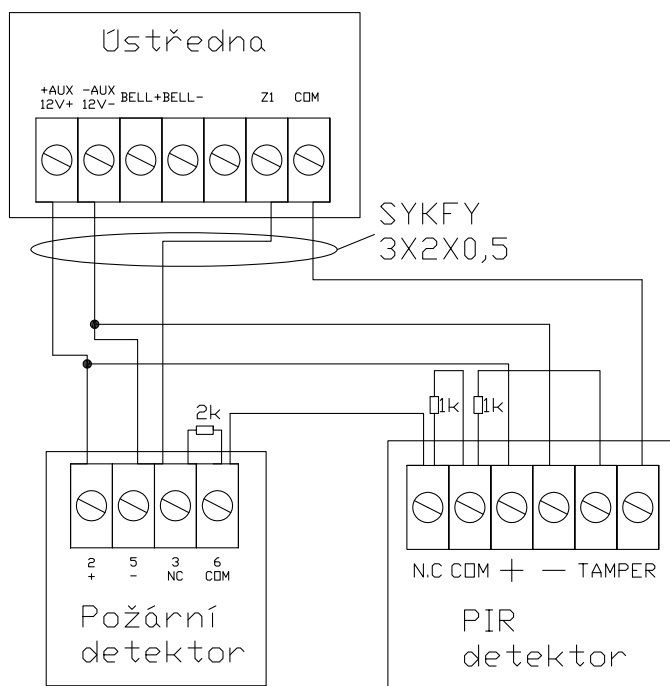 Ústředna
+AUX -AUX
12V+ 12V- BELL+BELL- Z1 COM
SYKFY
3X2X0,5
2k
1k 1k
2 5 3 6
+ - NC COM
N.C COM + - TAMPER
Požární
detektor
PIR
detektor